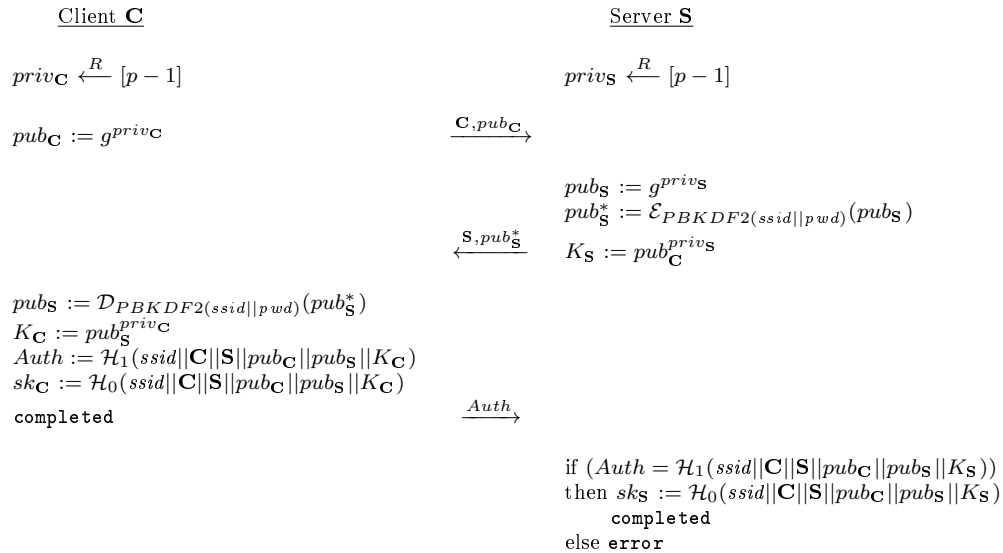 Client C Server S
priv_C ←^R [p − 1] priv_S ←^R [p − 1]
pub_C := g^{priv_C} C,pub_C
pub_S := g^{priv_S}
pub*_S := ℰ_{PBKDF2(ssid||pwd)}(pub_S)
S,pub*_S K_S := pub_C^{priv_S}
pub_S := 𝒟_{PBKDF2(ssid||pwd)}(pub*_S)
K_C := pub_S^{priv_C}
Auth := ℋ_1(ssid||C||S||pub_C||pub_S||K_C)
sk_C := ℋ_0(ssid||C||S||pub_C||pub_S||K_C)
completed Auth
if (Auth = ℋ_1(ssid||C||S||pub_C||pub_S||K_S))
then sk_S := ℋ_0(ssid||C||S||pub_C||pub_S||K_S)
completed
else error